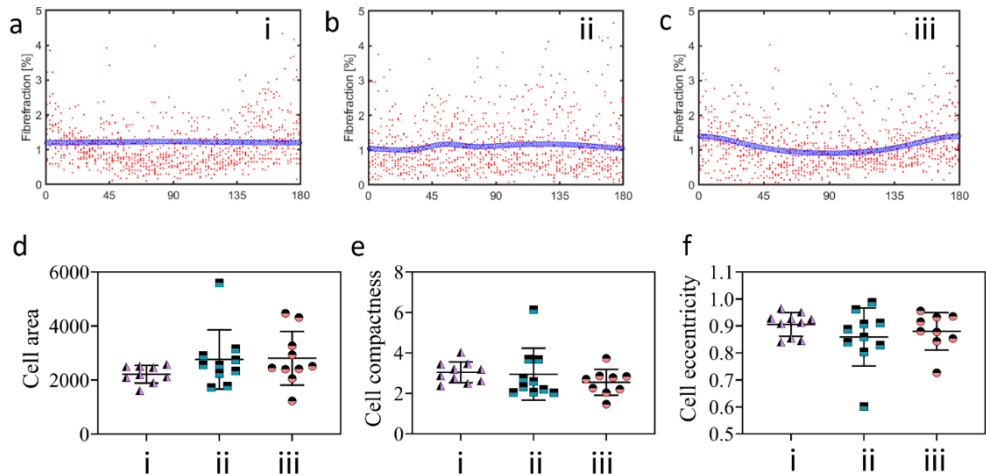 a
i
Fibrefraction [%]
5
4
3
2
1
0
0 45 90 135 180
b
ii
Fibrefraction [%]
5
4
3
2
1
0
0 45 90 135 180
c
iii
Fibrefraction [%]
5
4
3
2
1
0
0 45 90 135 180
d
Cell area
6000
4000
2000
0
i ii iii
e
Cell compactness
8
6
4
2
0
i ii iii
f
Cell eccentricity
1.1
1.0
0.9
0.8
0.7
0.6
0.5
i ii iii